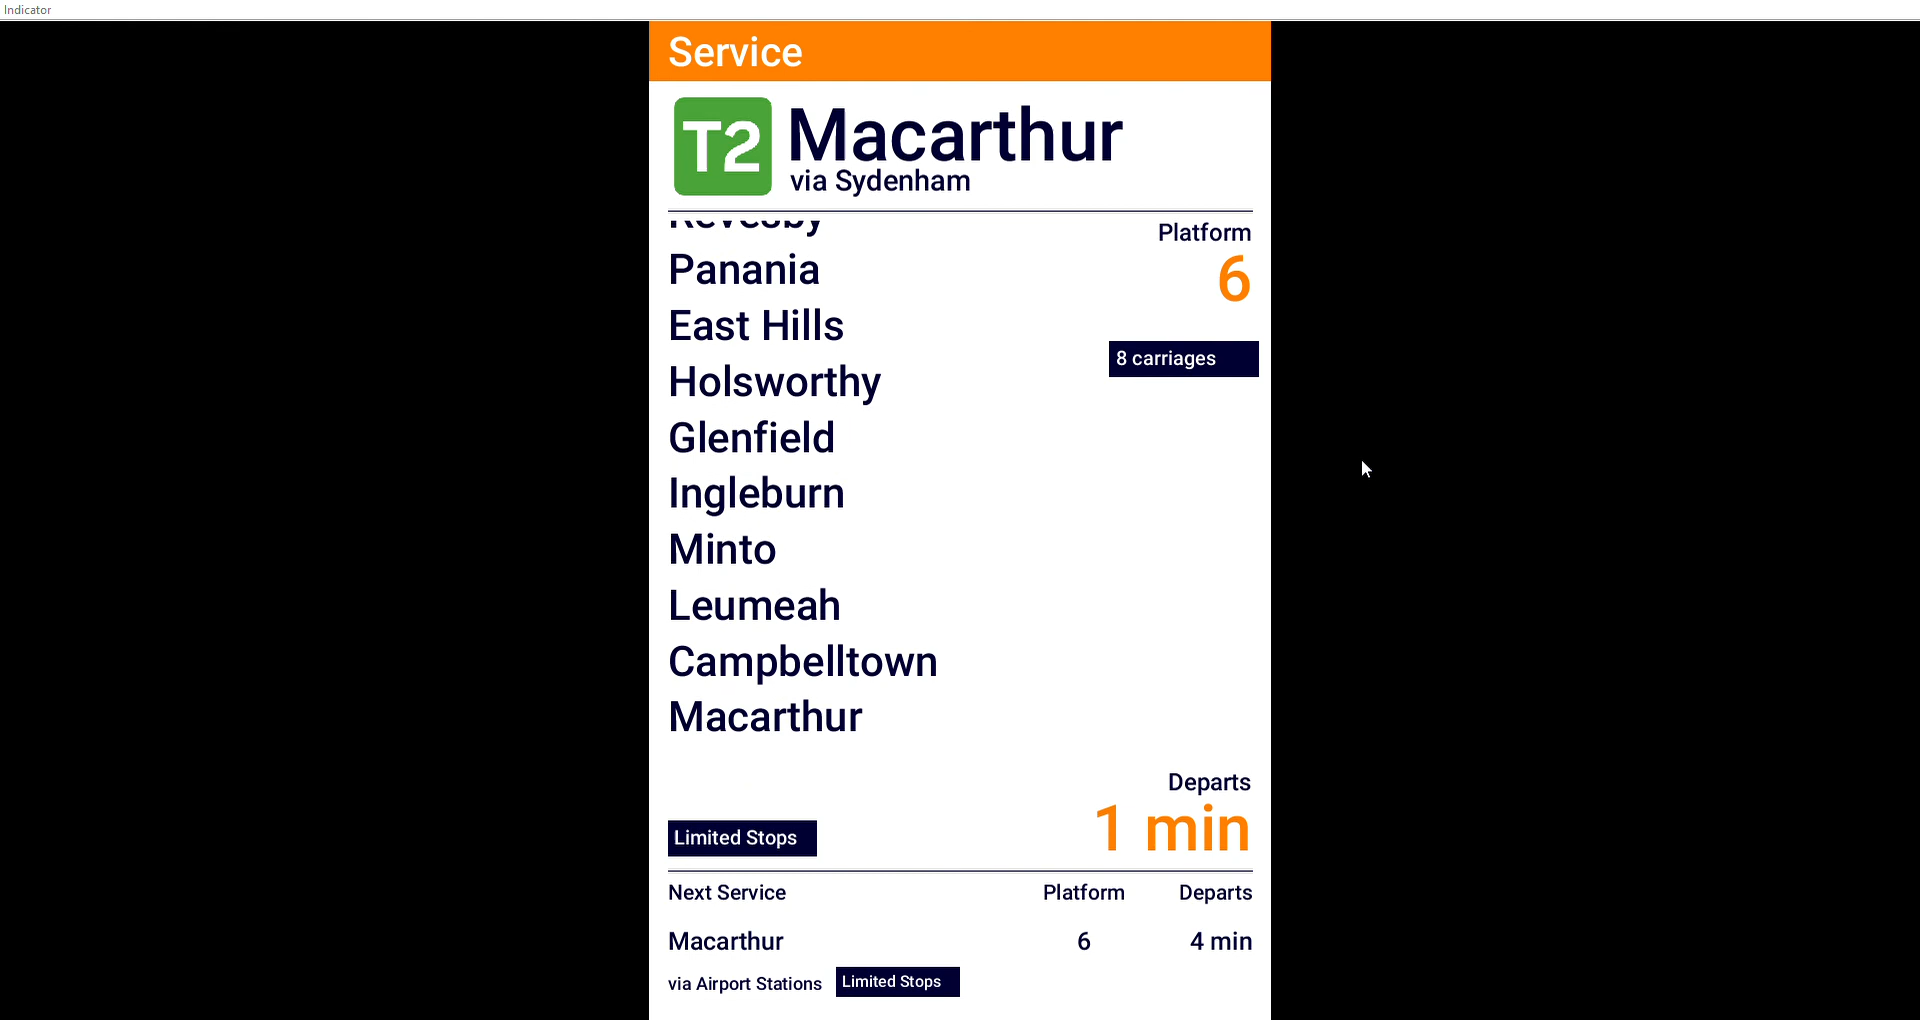 Indicator
Service
T2 Macarthur
via Sydenham
Revesby
Platform
Panania
6
East Hills
8 carriages
Holsworthy
Glenfield
Ingleburn
Minto
Leumeah
Campbelltown
Macarthur
Departs
1 min
Limited Stops
Next Service Platform Departs
Macarthur 6 4 min
via Airport Stations Limited Stops